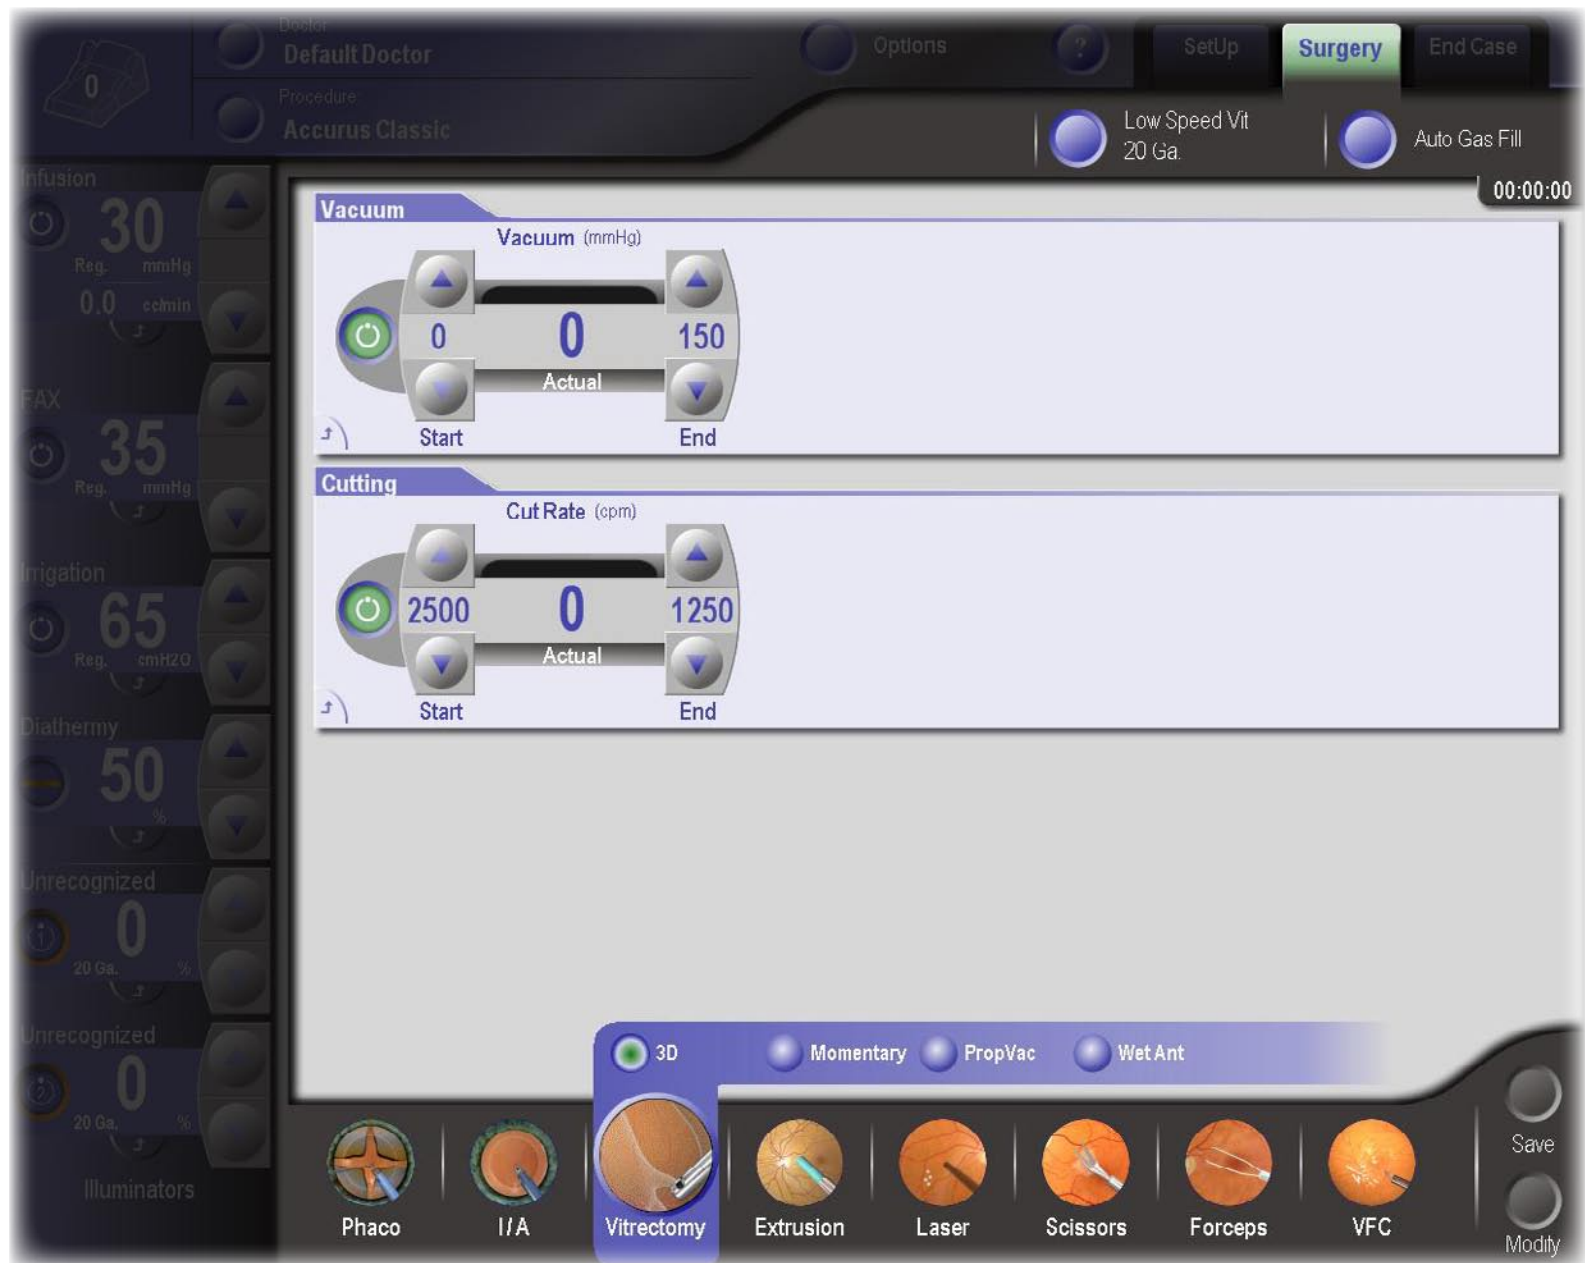 0
Doctor
Default Doctor
Procedure
Accurus Classic
Options
?
SetUp
Surgery
End Case
Low Speed Vit
20 Ga.
Auto Gas Fill
00:00:00
Infusion
30
Reg. mmHg
0.0 cc/min
FAX
35
Reg. mmHg
Irrigation
65
Reg. cmH2O
Diathermy
50
%
Unrecognized
1
0
20 Ga. %
Unrecognized
2
0
20 Ga. %
Illuminators
Vacuum
Vacuum (mmHg)
0 0 150
Actual
Start End
Cutting
Cut Rate (cpm)
2500 0 1250
Actual
Start End
3D Momentary PropVac Wet Ant
Phaco I/A Vitrectomy Extrusion Laser Scissors Forceps VFC
Save
Modify